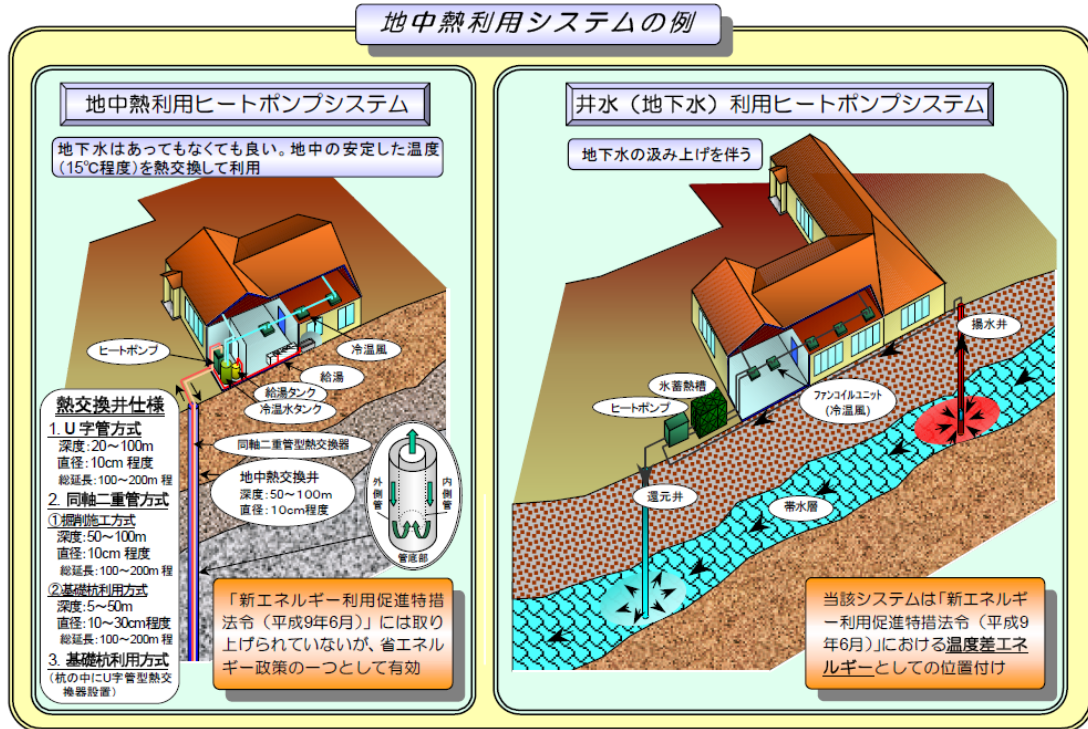 地中熱利用システムの例
地中熱利用ヒートポンプシステム
地下水はあってもなくても良い。地中の安定した温度
(15℃程度)を熱交換して利用
ヒートポンプ
冷温風
給湯
給湯タンク
冷温水タンク
熱交換井仕様
1. U字管方式
深度:20～100m
直径:10cm 程度
総延長:100～200m 程
2. 同軸二重管方式
①掘削施工方式
深度:50～100m
直径:10cm 程度
総延長:100～200m 程
②基礎杭利用方式
深度:5～50m
直径:10～30cm程度
総延長:100～200m 程
3. 基礎杭利用方式
(杭の中にU字管型熱交
換器設置)
同軸二重管型熱交換器
地中熱交換井
深度:50～100m
直径:10cm程度
外側管
内側管
管底部
「新エネルギー利用促進特措
法令（平成9年6月）」には取り
上げられていないが、省エネル
ギー政策の一つとして有効
井水（地下水）利用ヒートポンプシステム
地下水の汲み上げを伴う
揚水井
氷蓄熱槽
ヒートポンプ
ファンコイルユニット
(冷温風)
還元井
帯水層
当該システムは「新エネルギ
ー利用促進特措法令（平成9
年6月）」における温度差エネ
ルギーとしての位置付け